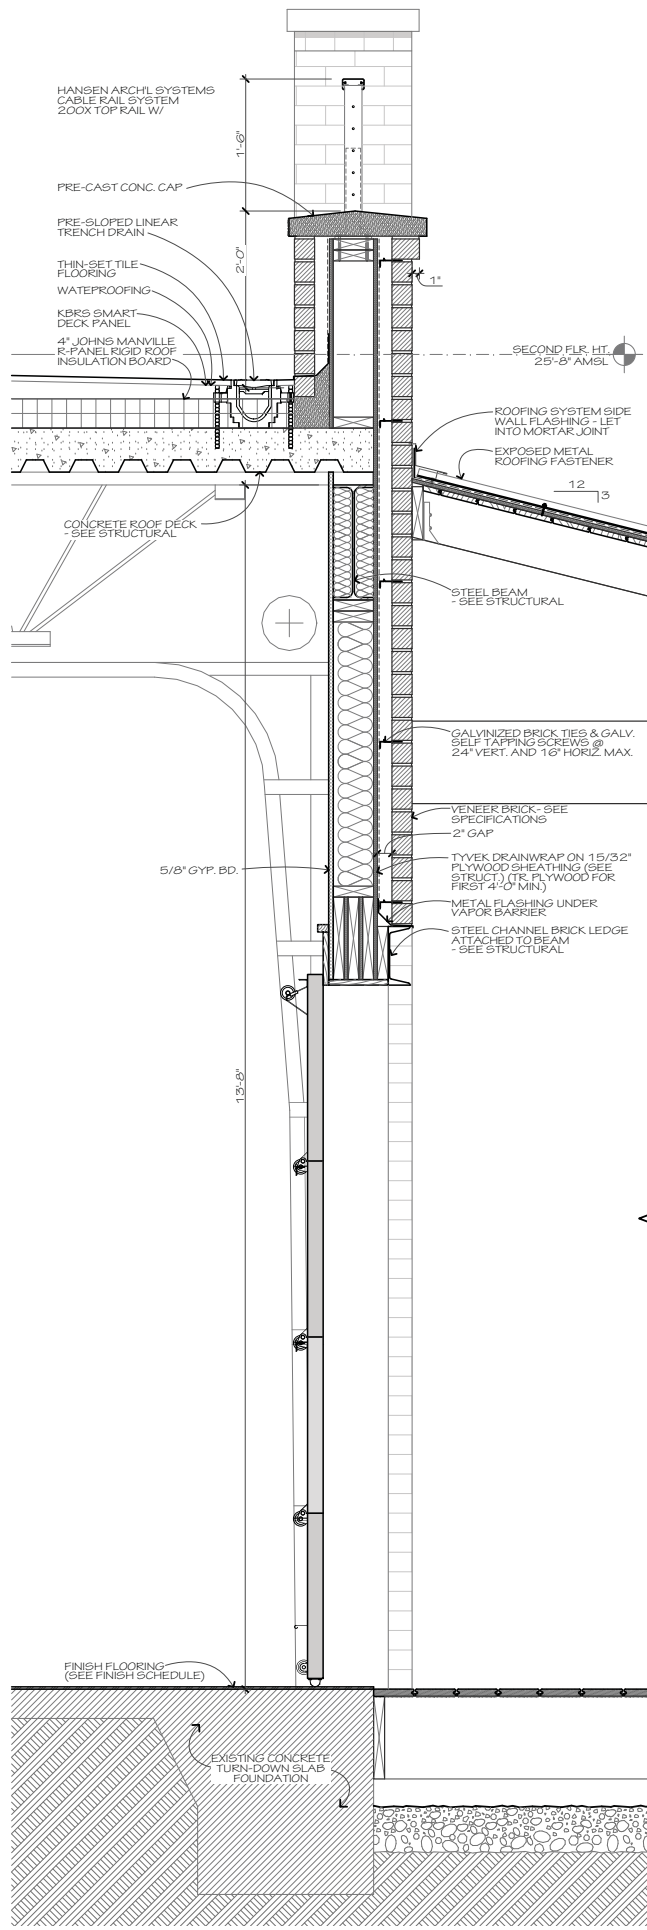 HANSEN ARCH'L SYSTEMS
CABLE RAIL SYSTEM
200X TOP RAIL W/
1'-6"
PRE-CAST CONC. CAP
PRE-SLOPED LINEAR
TRENCH DRAIN
2'-0"
THIN-SET TILE
FLOORING
WATEPROOFING
1"
KBRS SMART
DECK PANEL
4" JOHNS MANVILLE
R-PANEL RIGID ROOF
INSULATION BOARD
SECOND FLR. HT.
25'-8" AMSL
ROOFING SYSTEM SIDE
WALL FLASHING - LET
INTO MORTAR JOINT
EXPOSED METAL
ROOFING FASTENER
12
3
CONCRETE ROOF DECK
- SEE STRUCTURAL
STEEL BEAM
- SEE STRUCTURAL
GALVINIZED BRICK TIES & GALV.
SELF TAPPING SCREWS @
24" VERT. AND 16" HORIZ. MAX.
VENEER BRICK- SEE
SPECIFICATIONS
2" GAP
5/8" GYP. BD.
TYVEK DRAINWRAP ON 15/32"
PLYWOOD SHEATHING (SEE
STRUCT.) (TR. PLYWOOD FOR
FIRST 4'-0" MIN.)
METAL FLASHING UNDER
VAPOR BARRIER
STEEL CHANNEL BRICK LEDGE
ATTACHED TO BEAM
- SEE STRUCTURAL
13'-8"
FINISH FLOORING
(SEE FINISH SCHEDULE)
EXISTING CONCRETE
TURN-DOWN SLAB
FOUNDATION